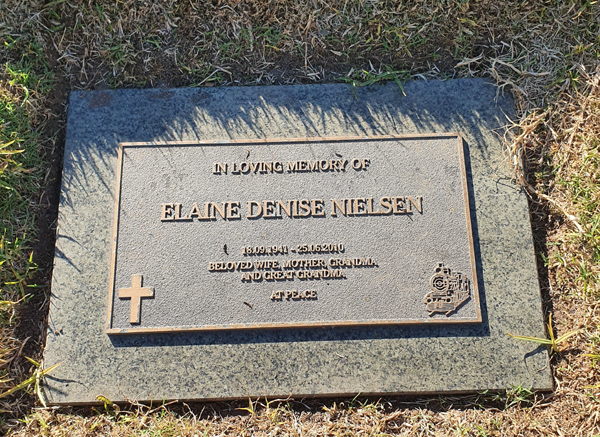 IN LOVING MEMORY OF
ELAINE DENISE NIELSEN
18.09.1941 - 25.06.2010
BELOVED WIFE, MOTHER, GRANDMA
AND GREAT GRANDMA
AT PEACE